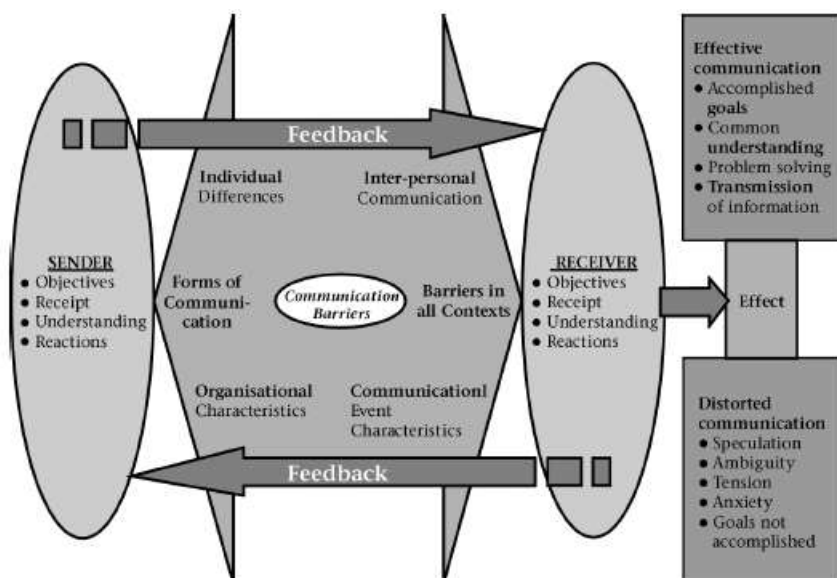 Feedback
Individual
Differences
Inter-personal
Communication
SENDER
● Objectives
● Receipt
● Understanding
● Reactions
Forms of
Communi-
cation
Communication
Barriers
Barriers in
all Contexts
Organisational
Characteristics
Communicationl
Event
Characteristics
Feedback
RECEIVER
● Objectives
● Receipt
● Understanding
● Reactions
Effective
communication
● Accomplished
goals
● Common
understanding
● Problem solving
● Transmission
of information
Effect
Distorted
communication
● Speculation
● Ambiguity
● Tension
● Anxiety
● Goals not
accomplished